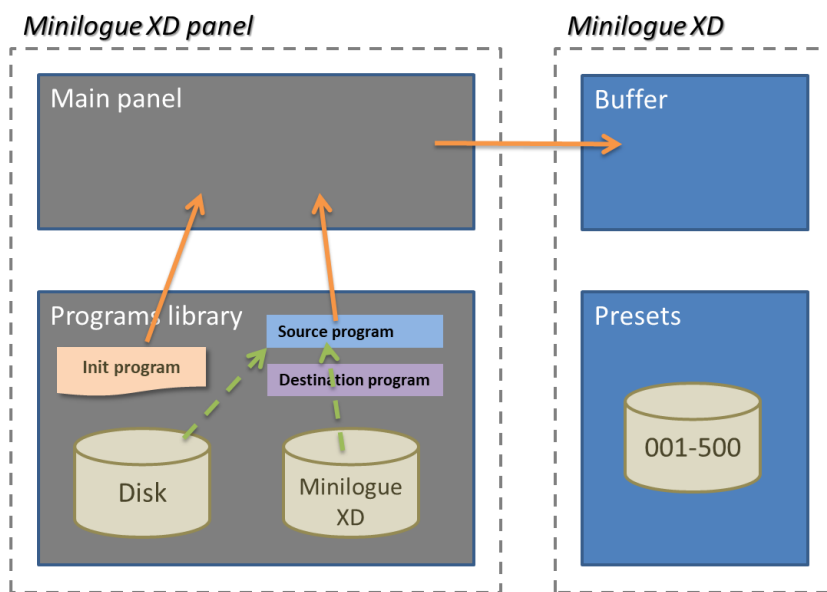 Minilogue XD panel
Minilogue XD
Main panel
Buffer
Programs library
Source program
Init program
Destination program
Disk
Minilogue
XD
Presets
001-500